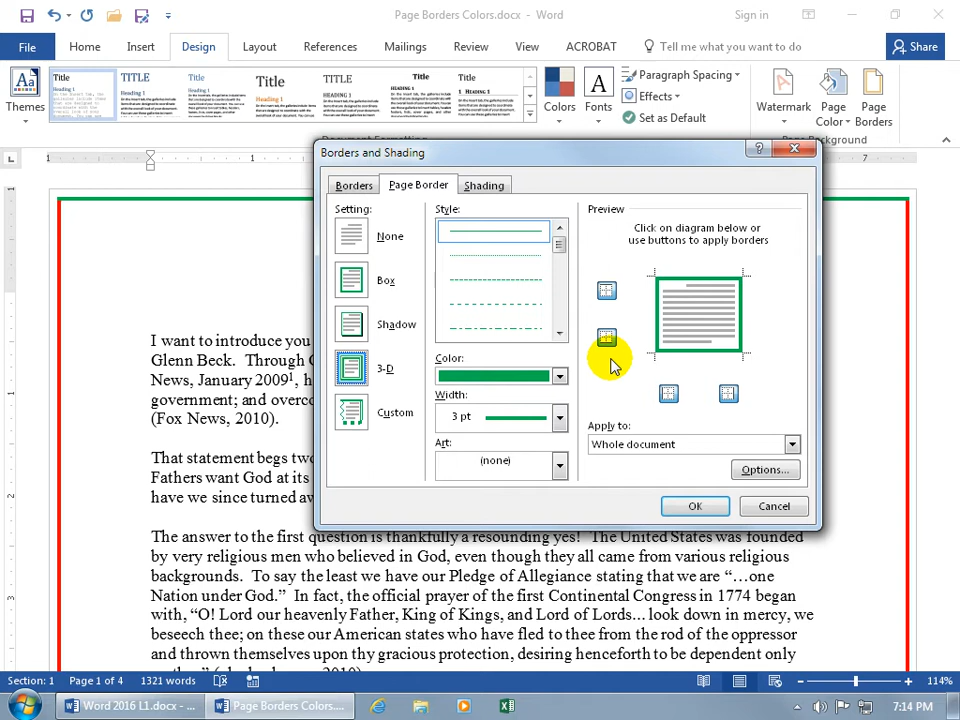 Page Borders Colors.docx - Word
Sign in
File
Home
Insert
Design
Layout
References
Mailings
Review
View
ACROBAT
Tell me what you want to do
Share
Themes
Colors
Fonts
Paragraph Spacing
Effects
Set as Default
Watermark
Page Color
Page Borders
Borders and Shading
Borders
Page Border
Shading
Setting:
None
Box
Shadow
3-D
Custom
Style:
Color:
Width:
3 pt
Art:
(none)
Preview
Click on diagram below or
use buttons to apply borders
Apply to:
Whole document
Options...
OK
Cancel
I want to introduce you
Glenn Beck. Through
News, January 2009¹, h
government; and overco
(Fox News, 2010).
That statement begs two
Fathers want God at its
have we since turned aw
The answer to the first question is thankfully a resounding yes! The United States was founded
by very religious men who believed in God, even though they all came from various religious
backgrounds. To say the least we have our Pledge of Allegiance stating that we are “…one
Nation under God.” In fact, the official prayer of the first Continental Congress in 1774 began
with, “O! Lord our heavenly Father, King of Kings, and Lord of Lords... look down in mercy, we
beseech thee; on these our American states who have fled to thee from the rod of the oppressor
and thrown themselves upon thy gracious protection, desiring henceforth to be dependent only
Section: 1
Page 1 of 4
1321 words
114%
Word 2016 L1.docx - ...
Page Borders Colors....
7:14 PM